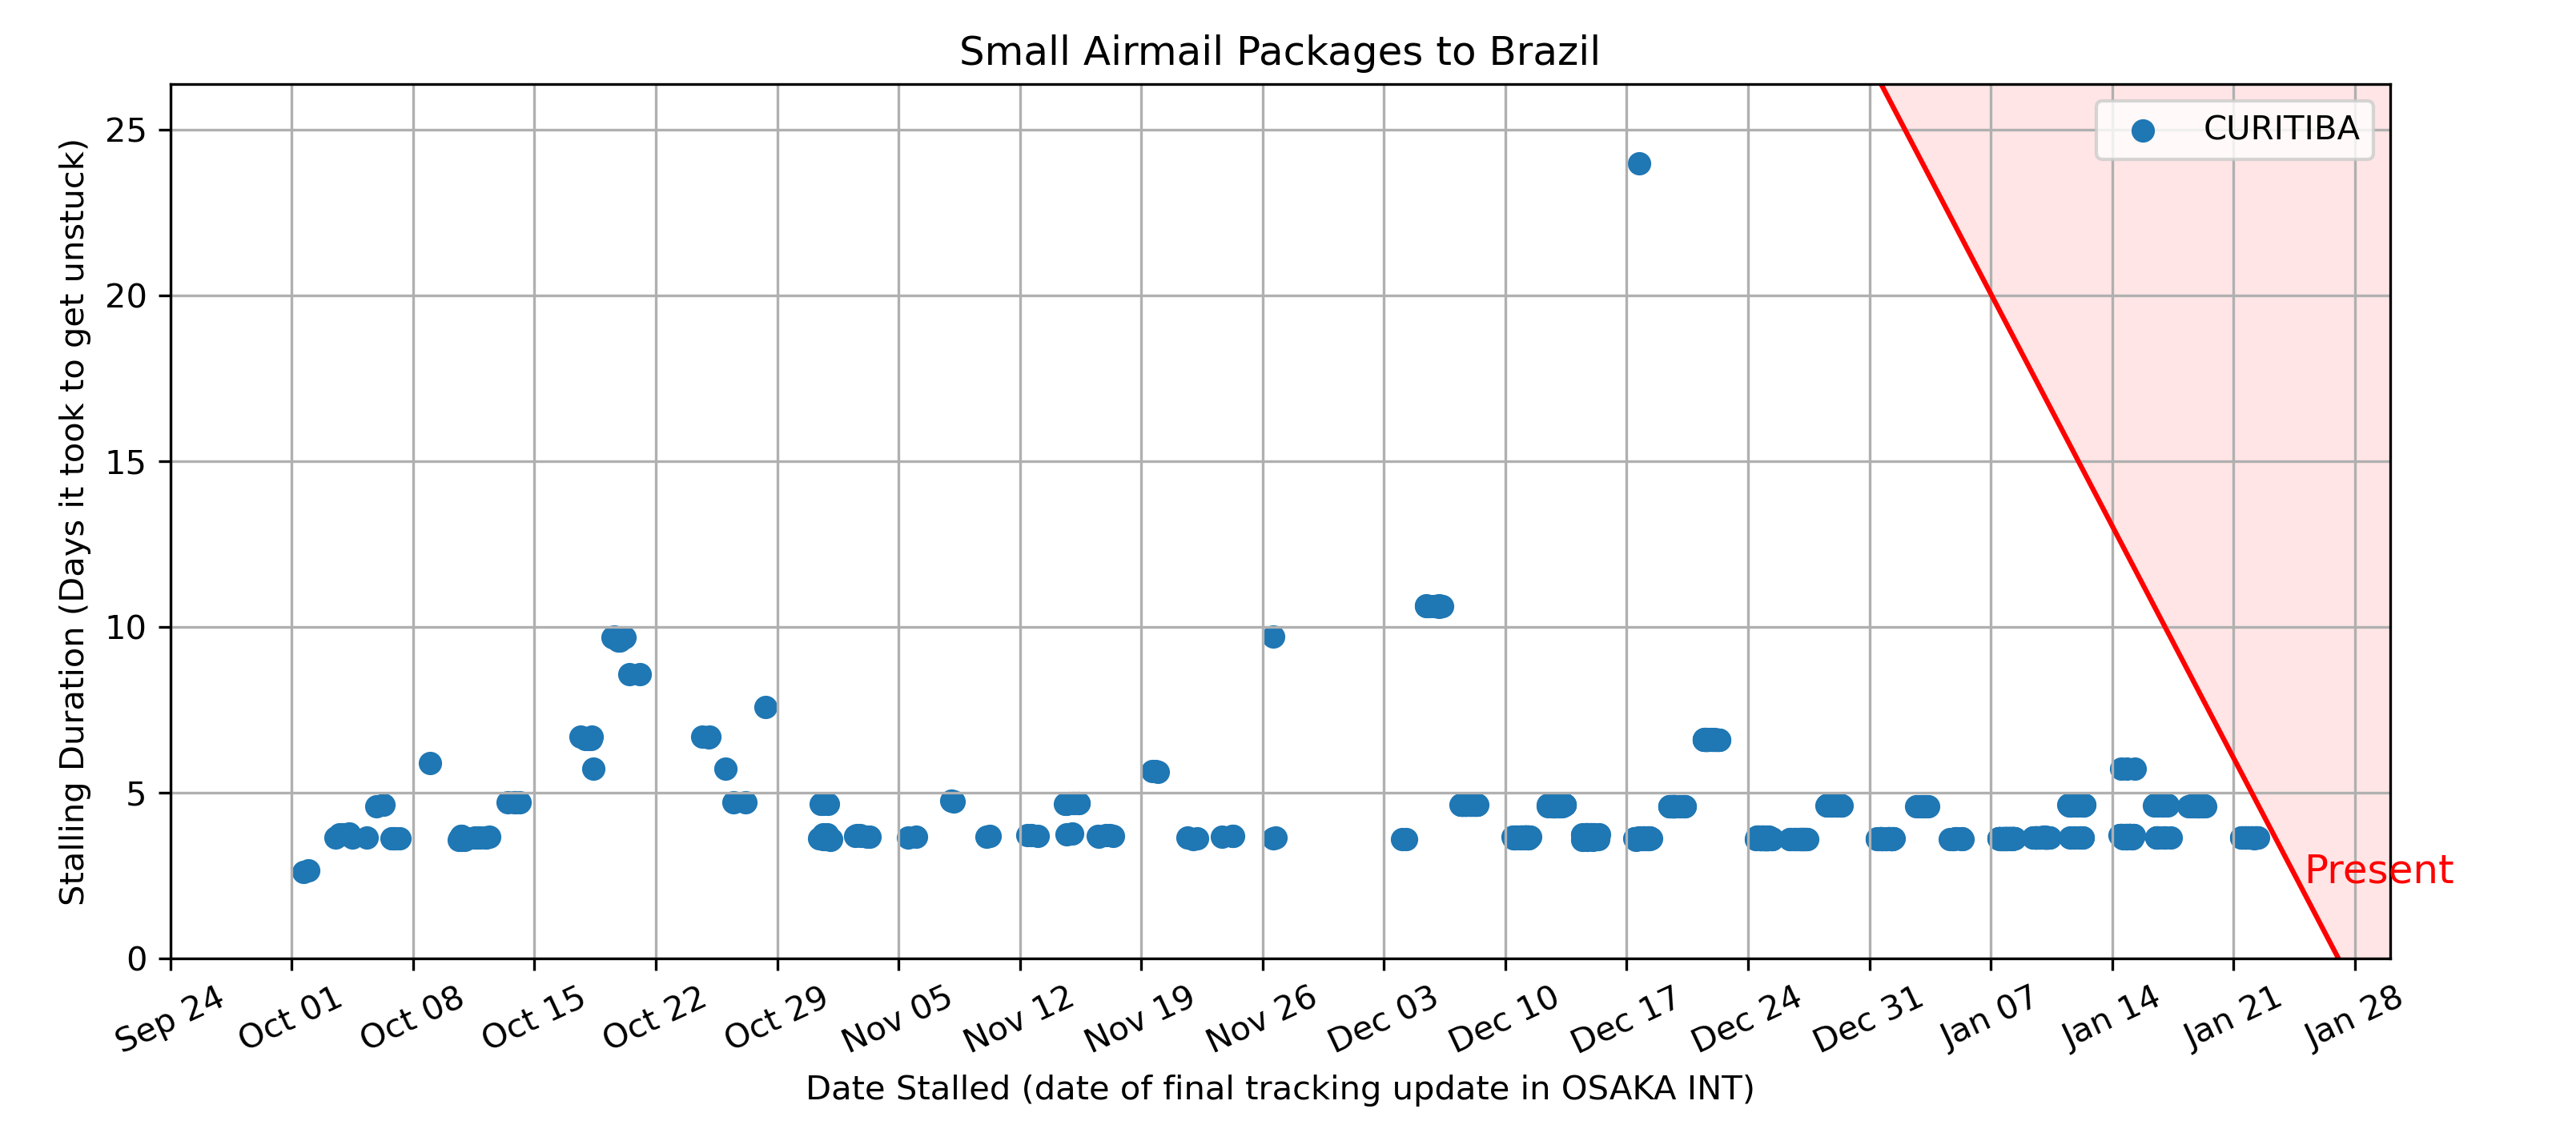 Small Airmail Packages to Brazil
CURITIBA
Stalling Duration (Days it took to get unstuck)
25
20
15
10
5
0
Present
Sep 24
Oct 01
Oct 08
Oct 15
Oct 22
Oct 29
Nov 05
Nov 12
Nov 19
Nov 26
Dec 03
Dec 10
Dec 17
Dec 24
Dec 31
Jan 07
Jan 14
Jan 21
Jan 28
Date Stalled (date of final tracking update in OSAKA INT)